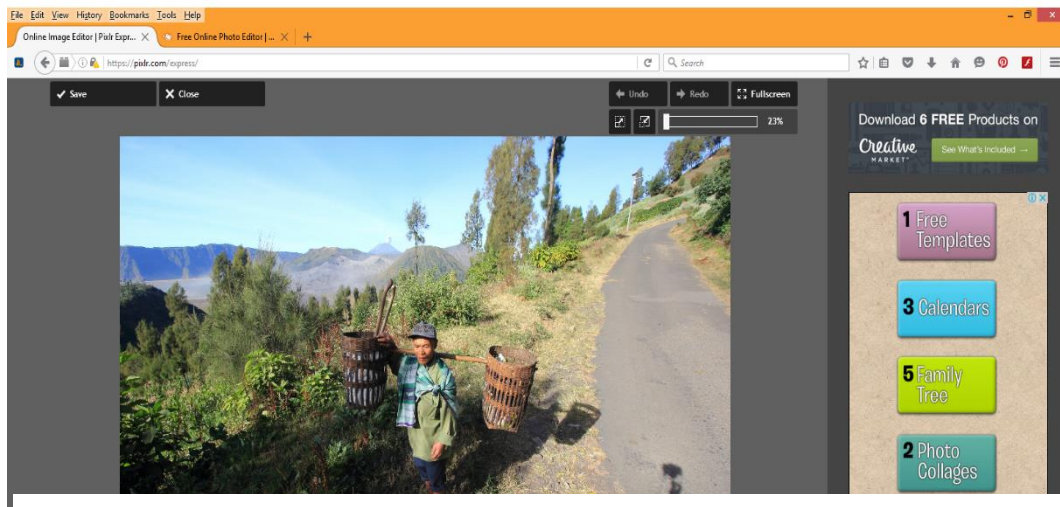 File Edit View History Bookmarks Tools Help
Online Image Editor | Pixlr Expr...
Free Online Photo Editor | ...
https://pixlr.com/express/
Search
Save
Close
Undo
Redo
Fullscreen
23%
Download 6 FREE Products on
Creative
MARKET
See What's Included →
1 Free
Templates
3 Calendars
5 Family
Tree
2 Photo
Collages